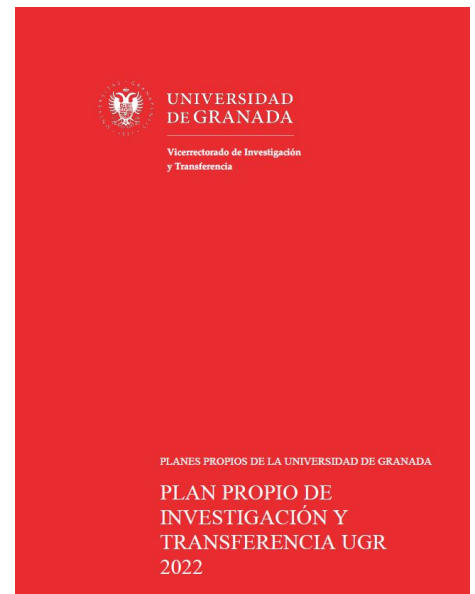 UNIVERSIDAD
DE GRANADA
Vicerrectorado de Investigación
y Transferencia
PLANES PROPIOS DE LA UNIVERSIDAD DE GRANADA
PLAN PROPIO DE
INVESTIGACIÓN Y
TRANSFERENCIA UGR
2022